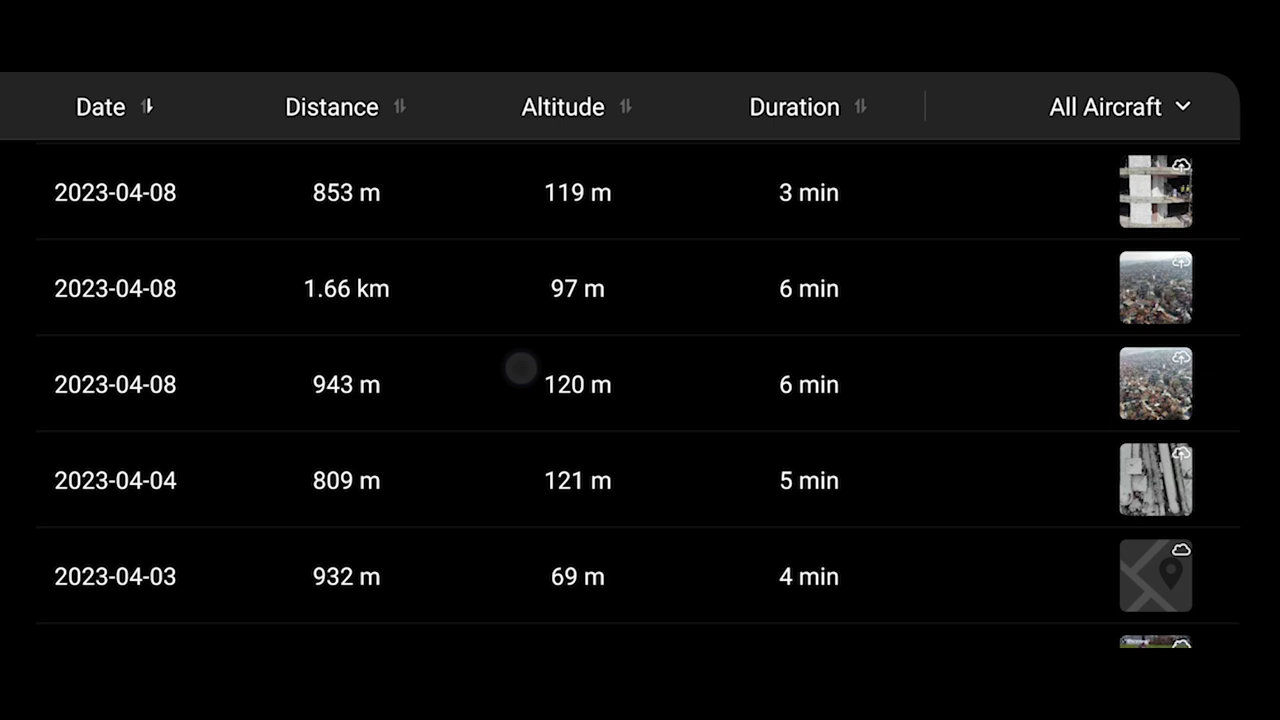 Date Distance Altitude Duration All Aircraft
2023-04-08 853 m 119 m 3 min
2023-04-08 1.66 km 97 m 6 min
2023-04-08 943 m 120 m 6 min
2023-04-04 809 m 121 m 5 min
2023-04-03 932 m 69 m 4 min